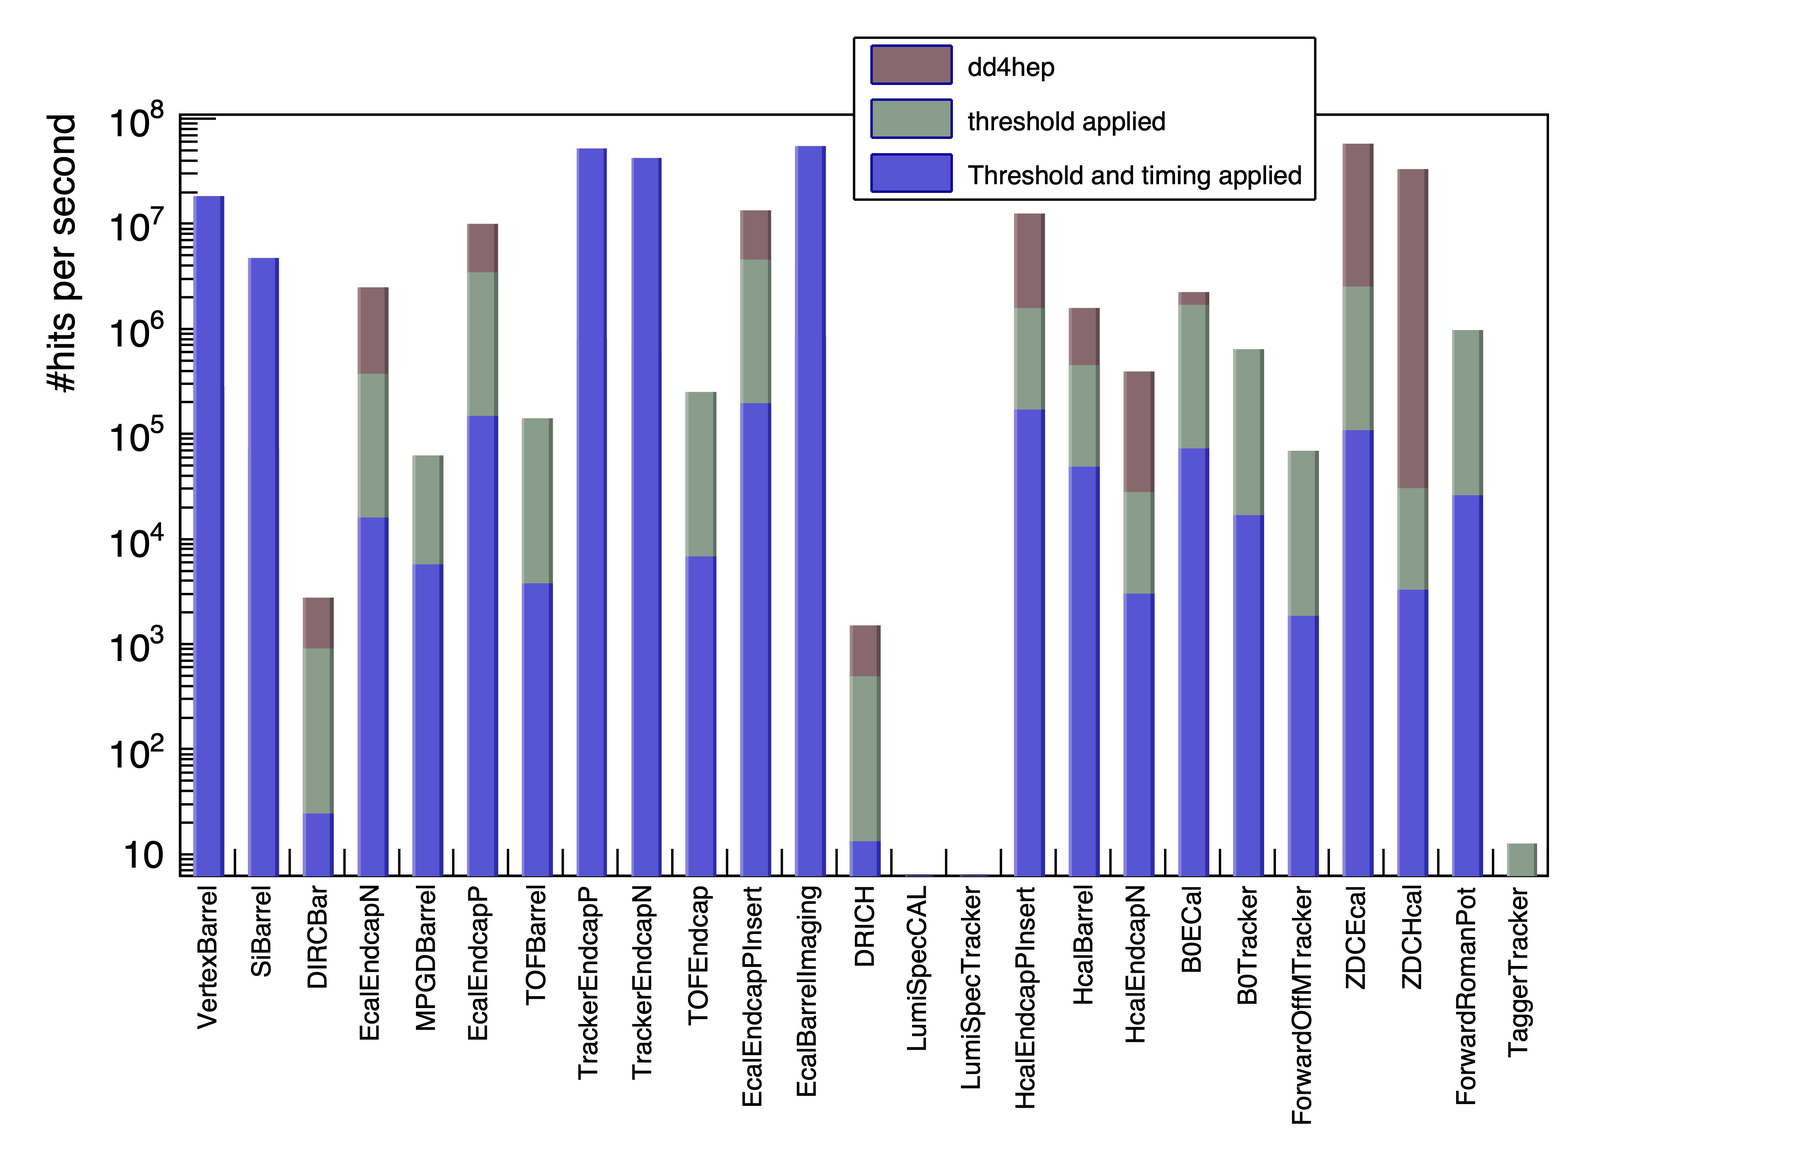 dd4hep
threshold applied
Threshold and timing applied
#hits per second
10^8
10^7
10^6
10^5
10^4
10^3
10^2
10
VertexBarrel
SiBarrel
DIRCBar
EcalEndcapN
MPGDBarrel
EcalEndcapP
TOFBarrel
TrackerEndcapP
TrackerEndcapN
TOFEndcap
EcalEndcapPInsert
EcalBarrelImaging
DRICH
LumiSpecCAL
LumiSpecTracker
HcalEndcapPInsert
HcalBarrel
HcalEndcapN
B0ECal
B0Tracker
ForwardOffMTracker
ZDCEcal
ZDCHcal
ForwardRomanPot
TaggerTracker